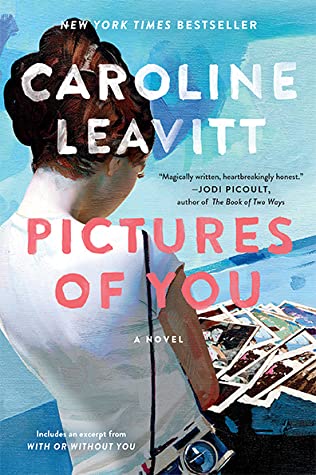 NEW YORK TIMES BESTSELLER
CAROLINE
LEAVITT
"Magically written, heartbreakingly honest."
—JODI PICOULT,
author of The Book of Two Ways
PICTURES
OF YOU
A NOVEL
Includes an excerpt from
WITH OR WITHOUT YOU